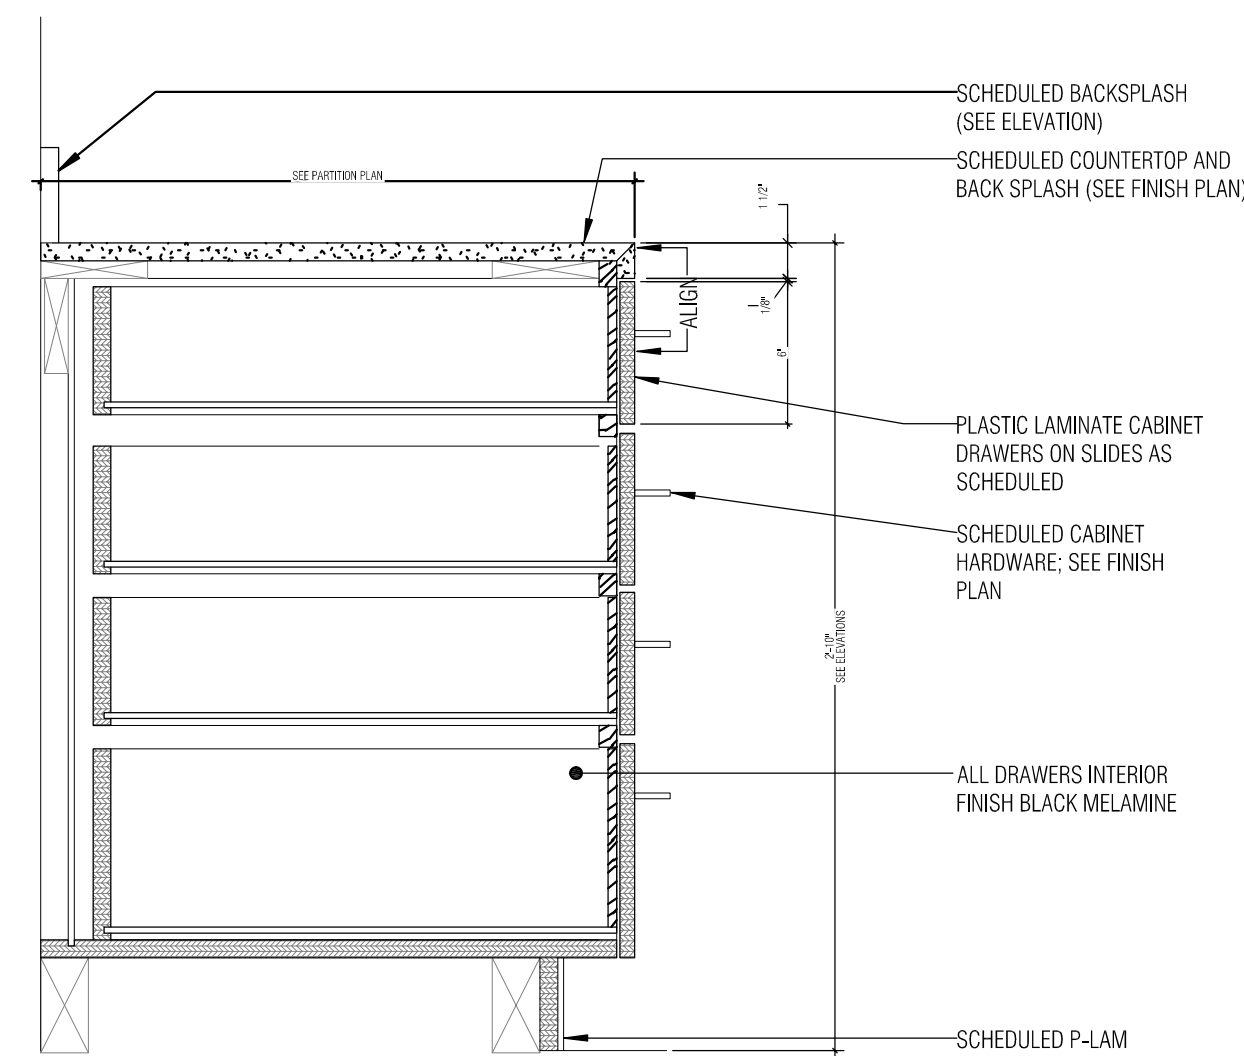 SCHEDULED BACKSPLASH
(SEE ELEVATION)
SCHEDULED COUNTERTOP AND
BACK SPLASH (SEE FINISH PLAN)
SEE PARTITION PLAN
1 1/2"
ALIGN
1/8"
6"
PLASTIC LAMINATE CABINET
DRAWERS ON SLIDES AS
SCHEDULED
SCHEDULED CABINET
HARDWARE; SEE FINISH
PLAN
2'-10"
SEE ELEVATIONS
ALL DRAWERS INTERIOR
FINISH BLACK MELAMINE
SCHEDULED P-LAM